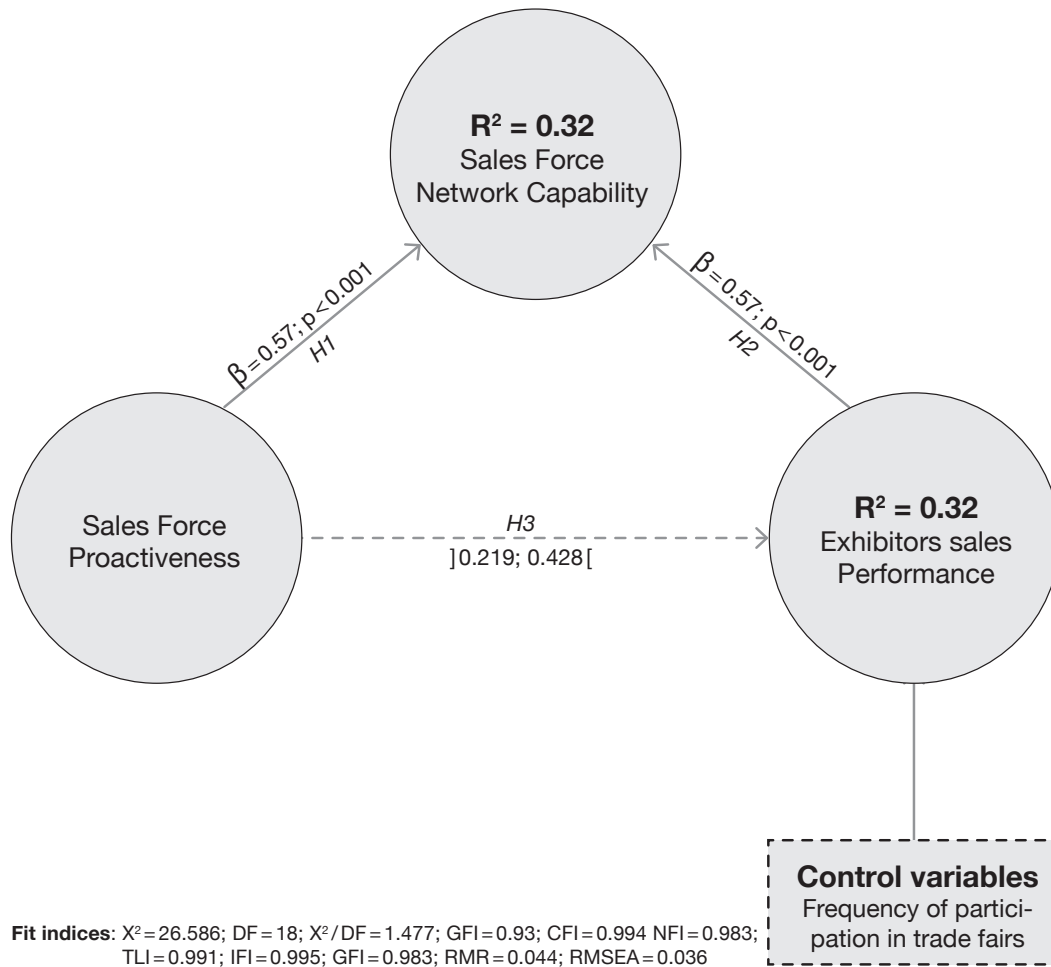 R² = 0.32
Sales Force
Network Capability
β=0.57; p<0.001
H1
β=0.57; p<0.001
H2
Sales Force
Proactiveness
H3
]0.219; 0.428[
R² = 0.32
Exhibitors sales
Performance
Control variables
Frequency of partici-
pation in trade fairs
Fit indices: X²=26.586; DF=18; X²/DF=1.477; GFI=0.93; CFI=0.994 NFI=0.983;
TLI=0.991; IFI=0.995; GFI=0.983; RMR=0.044; RMSEA=0.036